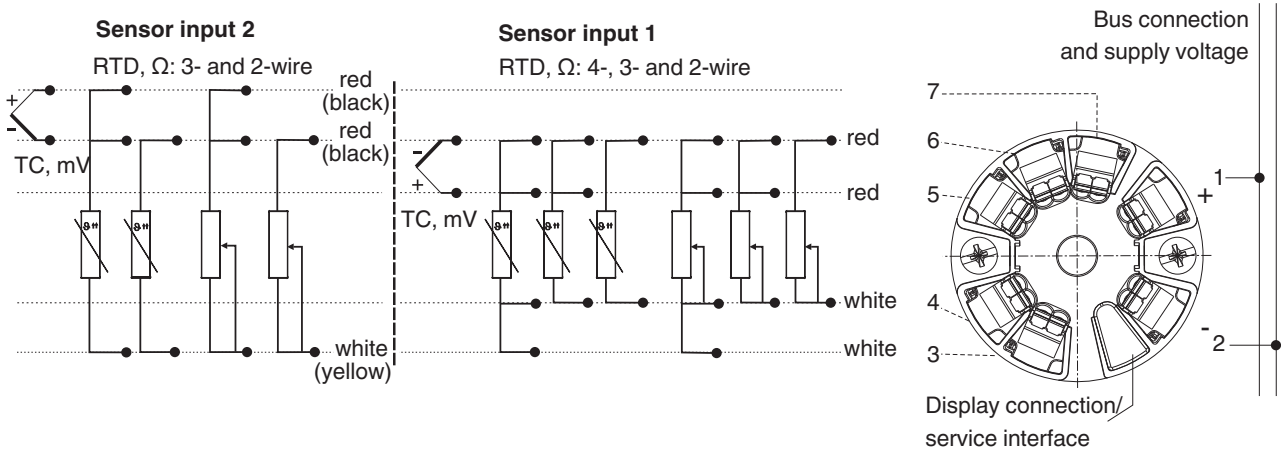 Sensor input 2
RTD, Ω: 3- and 2-wire
red
(black)
+
-
red
(black)
TC, mV
ϑ ϑ
white
(yellow)
Sensor input 1
RTD, Ω: 4-, 3- and 2-wire
red
-
+
red
TC, mV
ϑ ϑ ϑ
white
white
Bus connection
and supply voltage
7
6
5
4
3
1
+
-
2
Display connection/
service interface